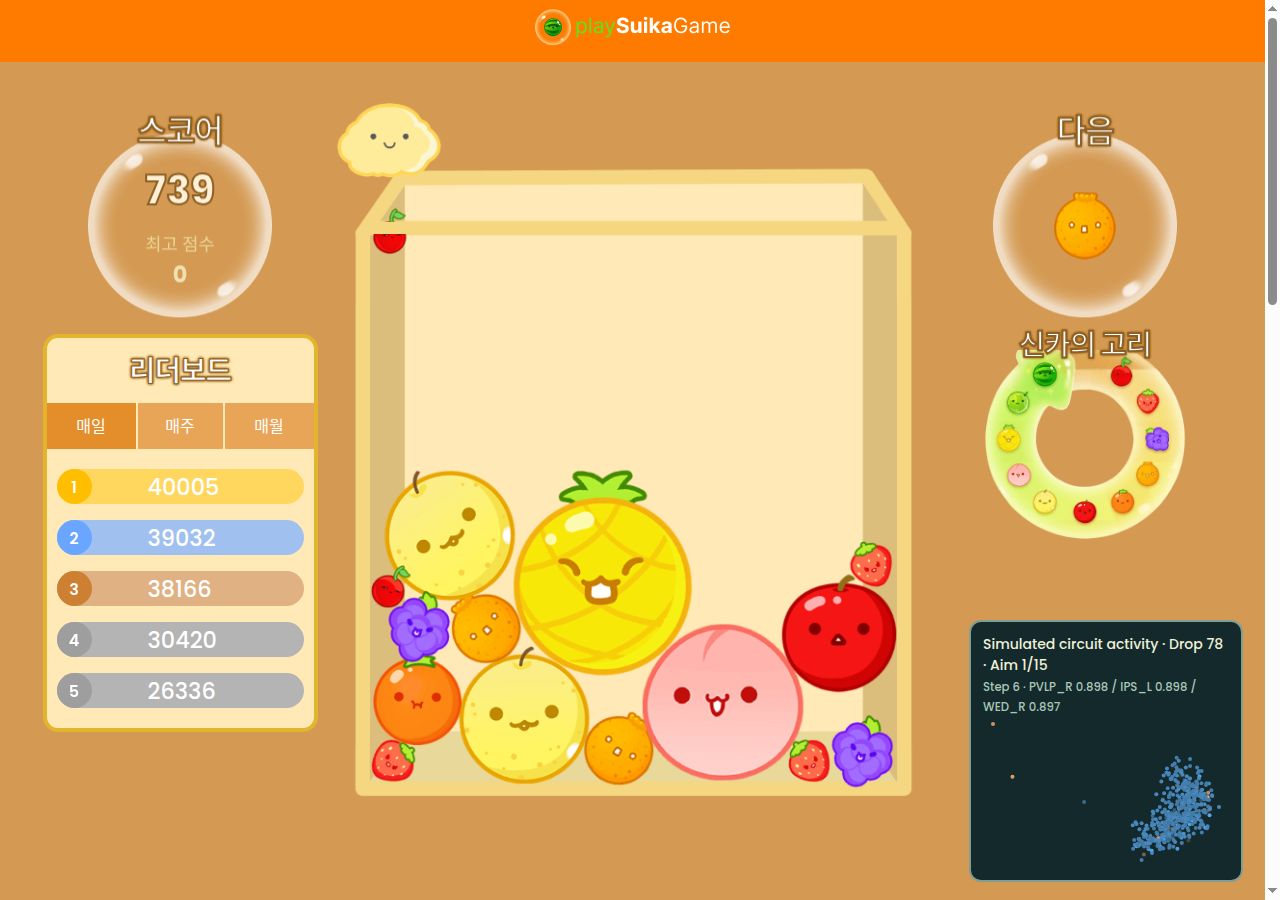 playSuikaGame
스코어
739
최고 점수
0
다음
신카의 고리
리더보드
매일 매주 매월
1 40005
2 39032
3 38166
4 30420
5 26336
Simulated circuit activity · Drop 78
· Aim 1/15
Step 6 · PVLP_R 0.898 / IPS_L 0.898 /
WED_R 0.897